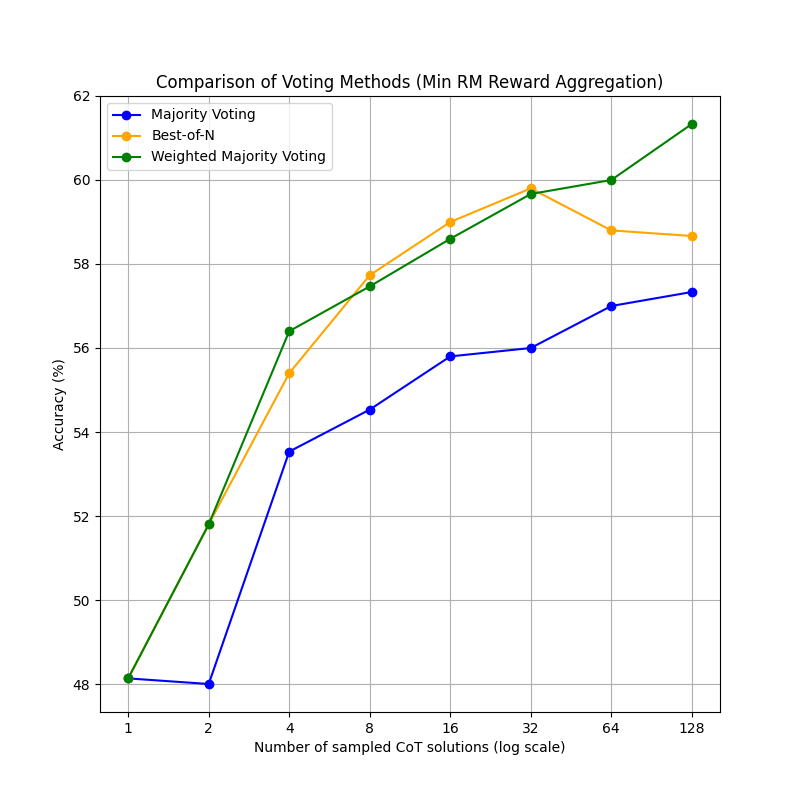 Comparison of Voting Methods (Min RM Reward Aggregation)
Majority Voting
Best-of-N
Weighted Majority Voting
62
60
58
56
54
52
50
48
Accuracy (%)
1 2 4 8 16 32 64 128
Number of sampled CoT solutions (log scale)